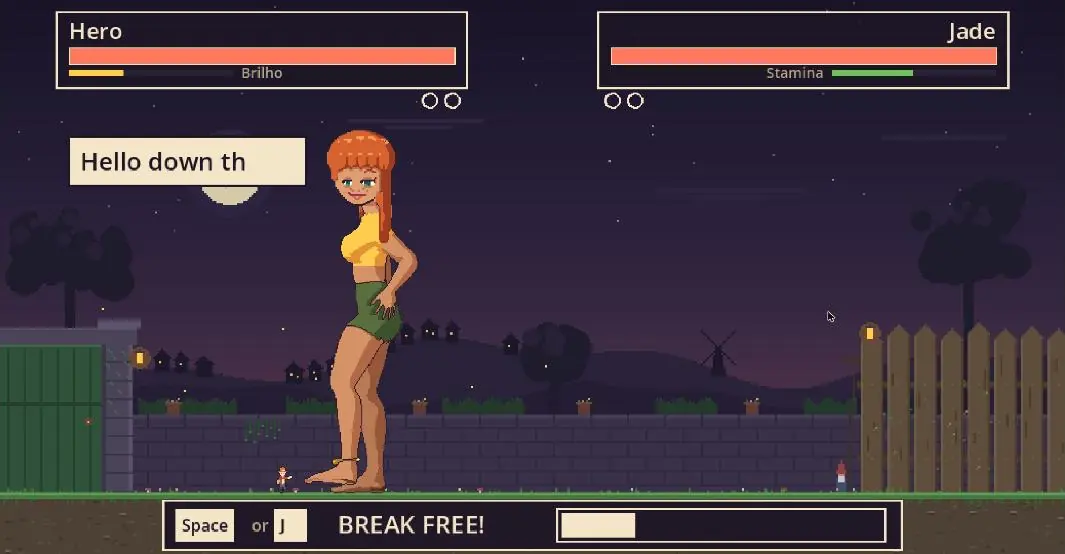 Hero
Brilho
Jade
Stamina
Hello down th
Space or J BREAK FREE!